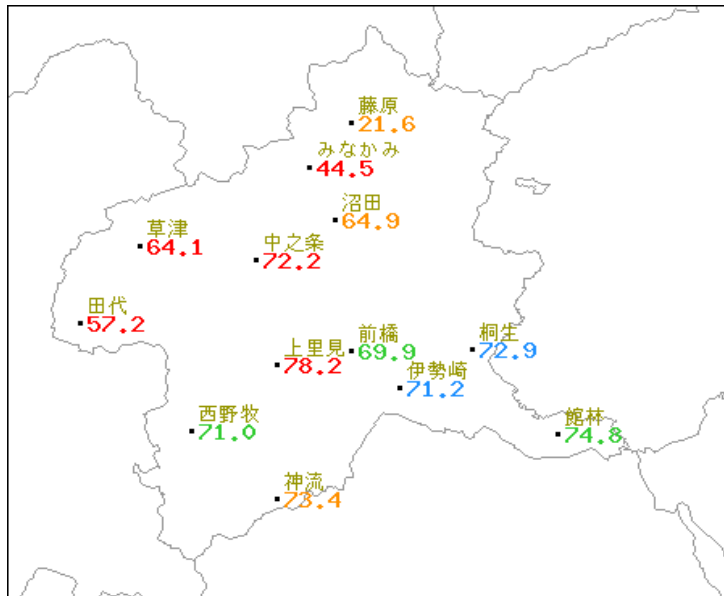 藤原
21.6
みなかみ
44.5
沼田
64.9
草津
64.1
中之条
72.2
田代
57.2
前橋
69.9
桐生
72.9
上里見
78.2
伊勢崎
71.2
西野牧
71.0
館林
74.8
神流
73.4